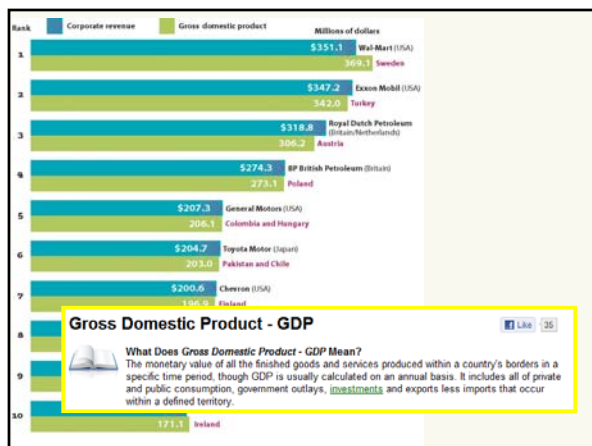 Rank
Corporate revenue
Gross domestic product
Millions of dollars
1
$351.1 Wal-Mart (USA)
369.1 Sweden
2
$347.2 Exxon Mobil (USA)
342.0 Turkey
3
$318.8 Royal Dutch Petroleum
(Britain/Netherlands)
306.2 Austria
4
$274.3 BP British Petroleum (Britain)
273.1 Poland
5
$207.3 General Motors (USA)
206.1 Colombia and Hungary
6
$204.7 Toyota Motor (Japan)
203.0 Pakistan and Chile
7
$200.6 Chevron (USA)
196.9 Finland
8
9
10
171.1 Ireland
Gross Domestic Product - GDP
Like 35
What Does Gross Domestic Product - GDP Mean?
The monetary value of all the finished goods and services produced within a country's borders in a
specific time period, though GDP is usually calculated on an annual basis. It includes all of private
and public consumption, government outlays, investments and exports less imports that occur
within a defined territory.